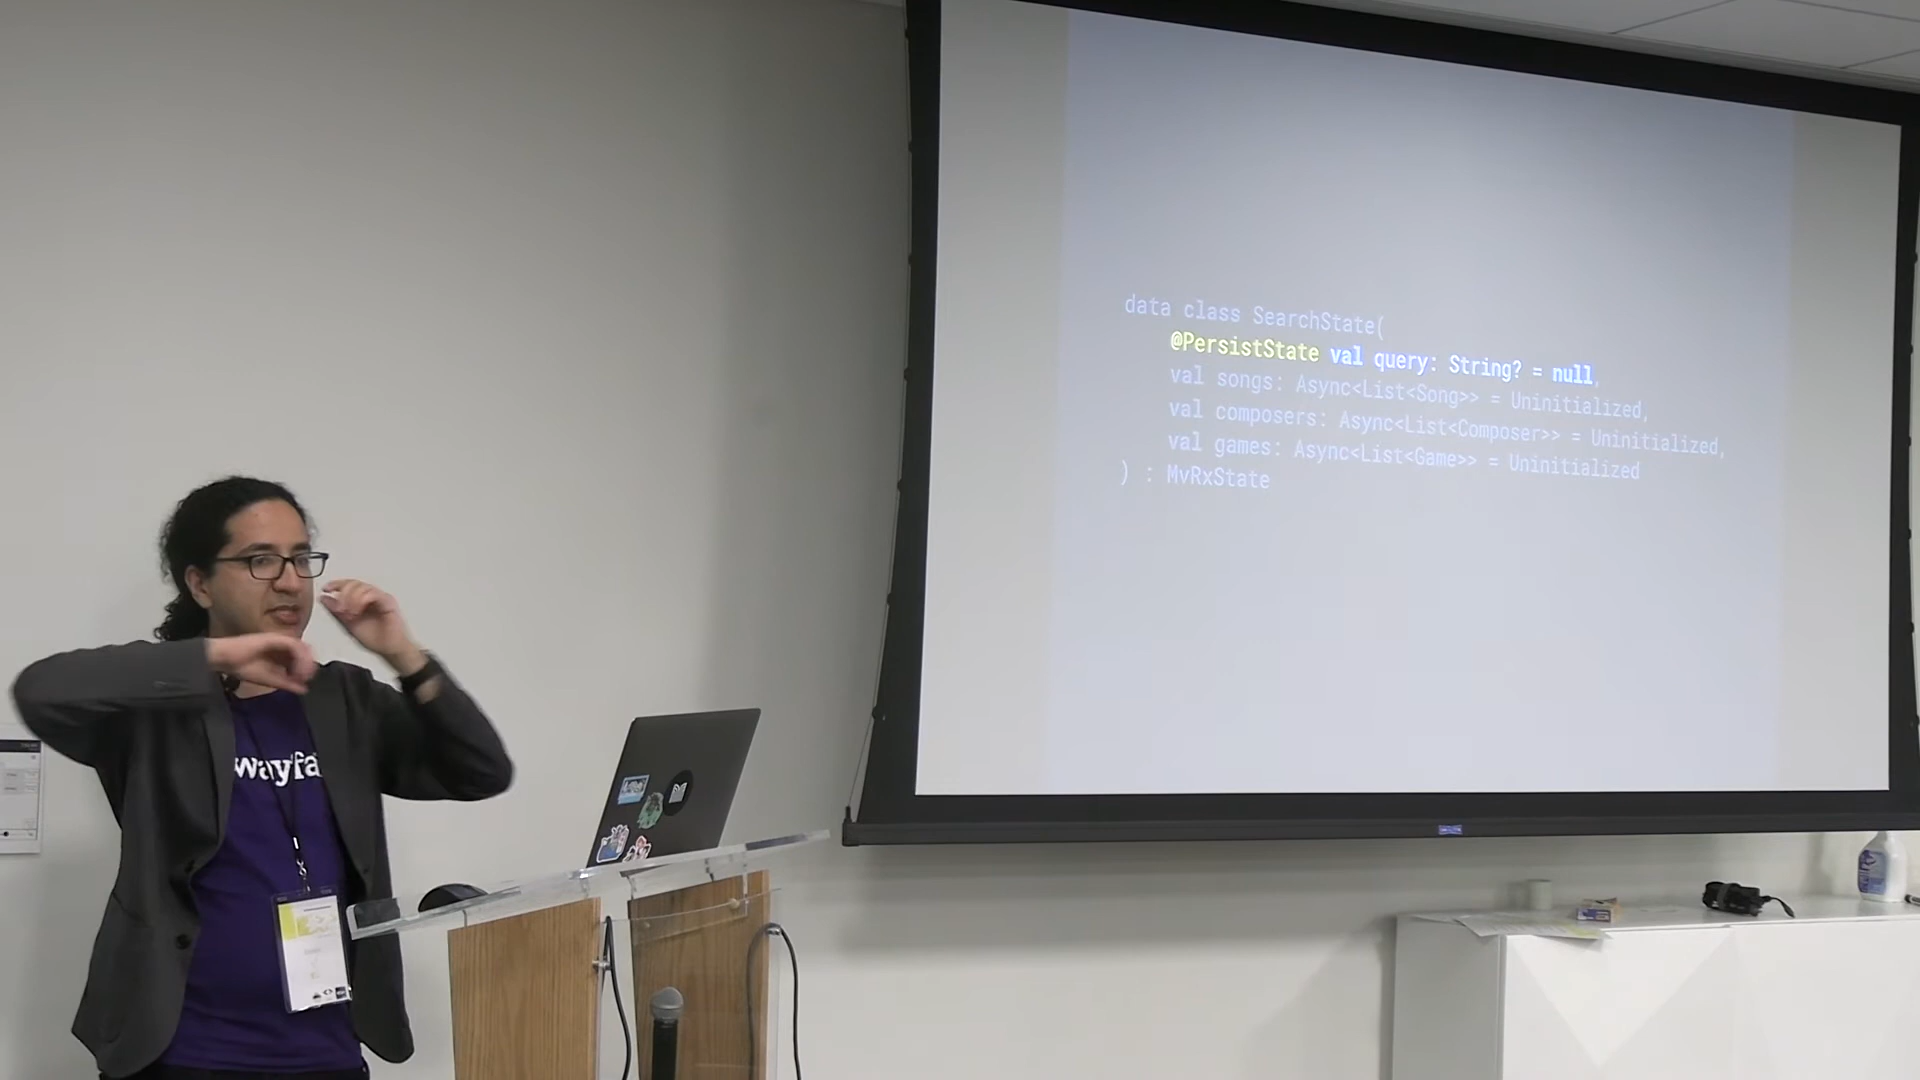 data class SearchState(
@PersistState val query: String? = null,
val songs: Async<List<Song>> = Uninitialized,
val composers: Async<List<Composer>> = Uninitialized,
val games: Async<List<Game>> = Uninitialized
) : MvRxState
wayfa